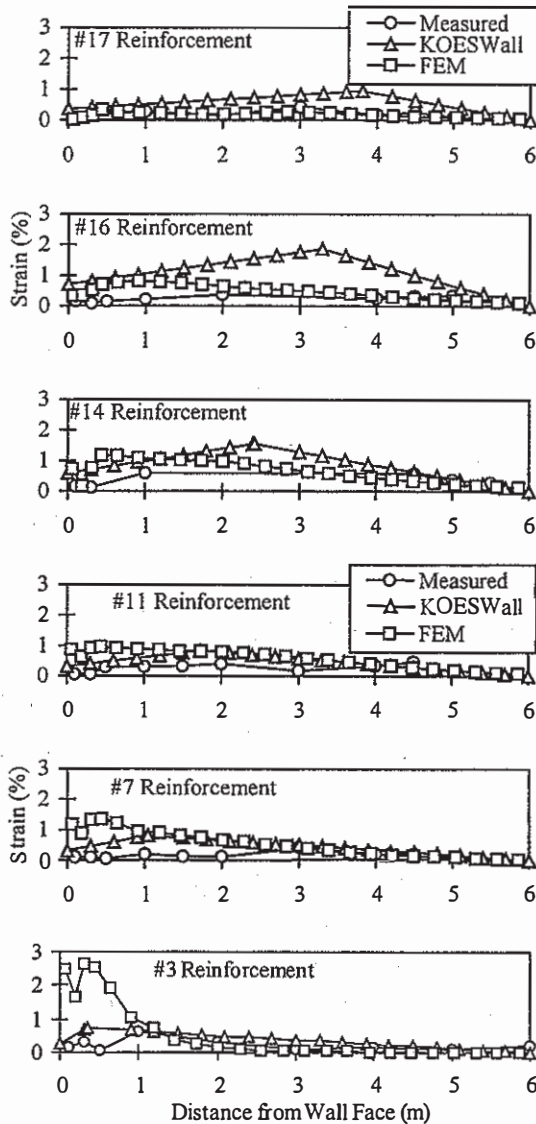 #17 Reinforcement
Measured
KOESWall
FEM
3
2
1
0
0 1 2 3 4 5 6
#16 Reinforcement
Strain (%)
3
2
1
0
0 1 2 3 4 5 6
#14 Reinforcement
3
2
1
0
0 1 2 3 4 5 6
#11 Reinforcement
Measured
KOESWall
FEM
3
2
1
0
0 1 2 3 4 5 6
#7 Reinforcement
Strain (%)
3
2
1
0
0 1 2 3 4 5 6
#3 Reinforcement
3
2
1
0
0 1 2 3 4 5 6
Distance from Wall Face (m)